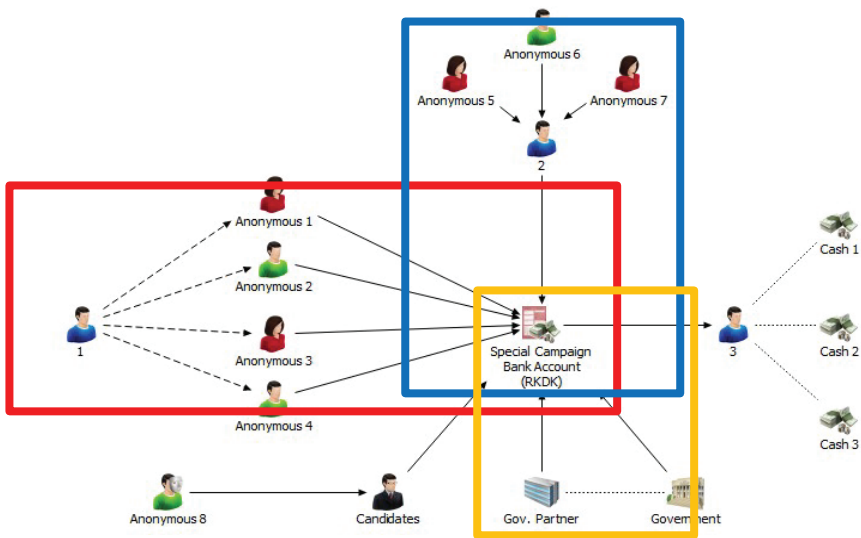 Anonymous 6
Anonymous 5
Anonymous 7
2
Anonymous 1
Anonymous 2
1
Anonymous 3
Anonymous 4
Special Campaign
Bank Account
(RKDK)
3
Cash 1
Cash 2
Cash 3
Anonymous 8
Candidates
Gov. Partner
Government